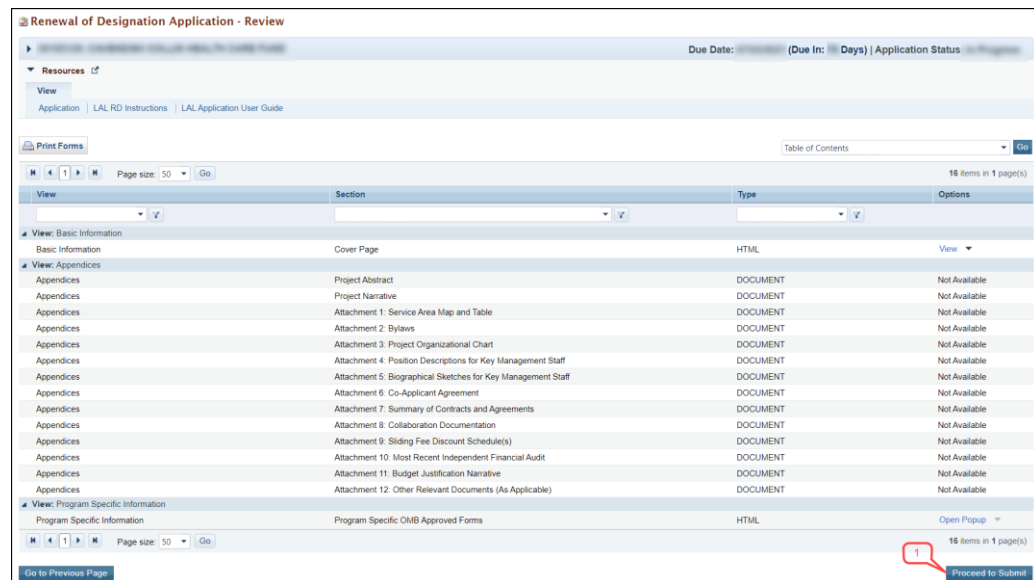 Renewal of Designation Application - Review
Due Date: (Due In: Days) | Application Status
Resources
View
Application | LAL RD Instructions | LAL Application User Guide
Print Forms
Table of Contents Go
1 Page size: 50 Go 16 items in 1 page(s)
View Section Type Options
View: Basic Information
Basic Information Cover Page HTML View
View: Appendices
Appendices Project Abstract DOCUMENT Not Available
Appendices Project Narrative DOCUMENT Not Available
Appendices Attachment 1: Service Area Map and Table DOCUMENT Not Available
Appendices Attachment 2: Bylaws DOCUMENT Not Available
Appendices Attachment 3: Project Organizational Chart DOCUMENT Not Available
Appendices Attachment 4: Position Descriptions for Key Management Staff DOCUMENT Not Available
Appendices Attachment 5: Biographical Sketches for Key Management Staff DOCUMENT Not Available
Appendices Attachment 6: Co-Applicant Agreement DOCUMENT Not Available
Appendices Attachment 7: Summary of Contracts and Agreements DOCUMENT Not Available
Appendices Attachment 8: Collaboration Documentation DOCUMENT Not Available
Appendices Attachment 9: Sliding Fee Discount Schedule(s) DOCUMENT Not Available
Appendices Attachment 10: Most Recent Independent Financial Audit DOCUMENT Not Available
Appendices Attachment 11: Budget Justification Narrative DOCUMENT Not Available
Appendices Attachment 12: Other Relevant Documents (As Applicable) DOCUMENT Not Available
View: Program Specific Information
Program Specific Information Program Specific OMB Approved Forms HTML Open Popup
1 Page size: 50 Go 16 items in 1 page(s)
1
Go to Previous Page Proceed to Submit